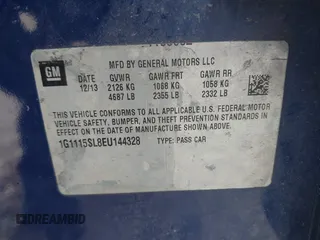 MFD BY GENERAL MOTORS LLC
GM
DATE GVWR GAWR FRT GAWR RR
12/13 2126 KG 1068 KG 1058 KG
4687 LB 2355 LB 2332 LB
THIS VEHICLE CONFORMS TO ALL APPLICABLE U.S. FEDERAL MOTOR
VEHICLE SAFETY, BUMPER, AND THEFT PREVENTION STANDARDS IN EFFECT ON THE
DATE OF MANUFACTURE SHOWN ABOVE.
1G1115SL8EU144328 TYPE: PASS CAR
DREAMBID